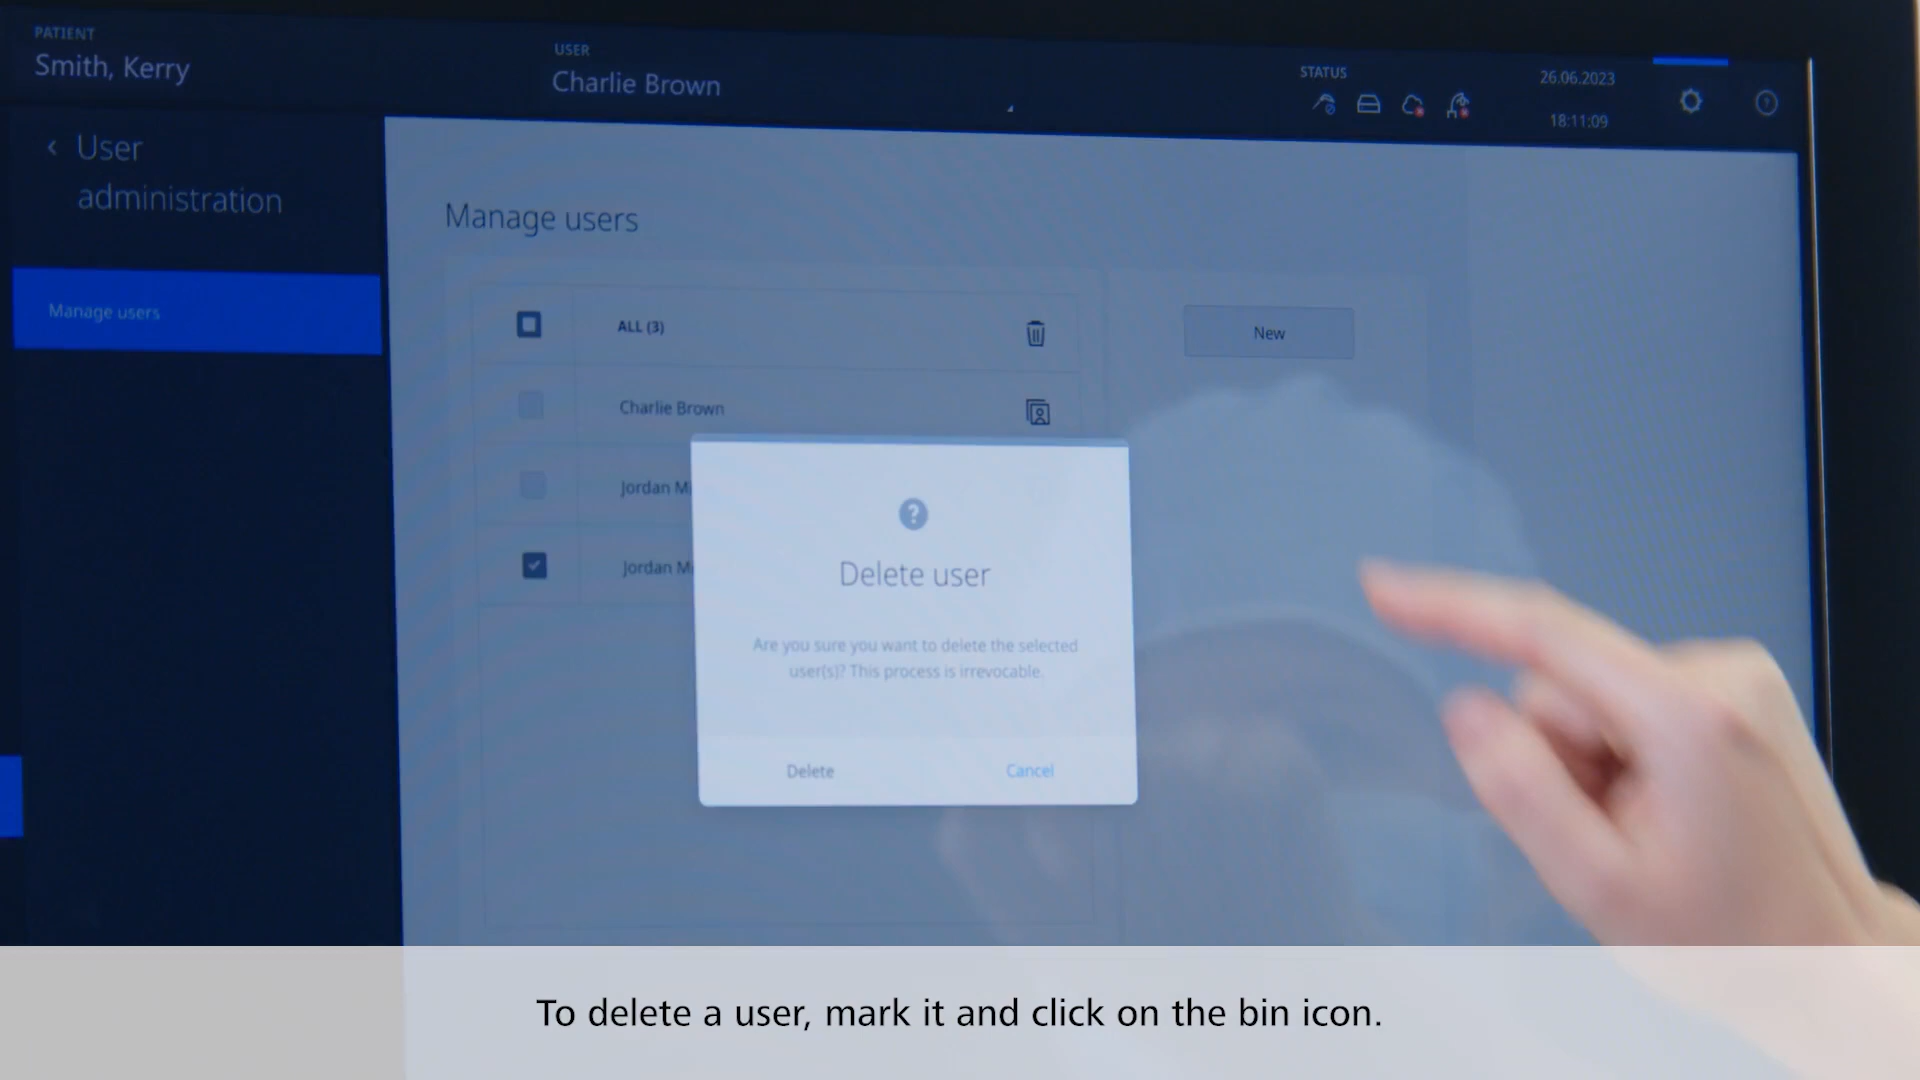 PATIENT
Smith, Kerry
USER
Charlie Brown
STATUS
26.06.2023
18:11:09
User
administration
Manage users
Manage users
ALL (3)
New
Charlie Brown
Jordan
Jordan
Delete user
Are you sure you want to delete the selected
user(s)? This process is irrevocable.
Delete
Cancel
To delete a user, mark it and click on the bin icon.